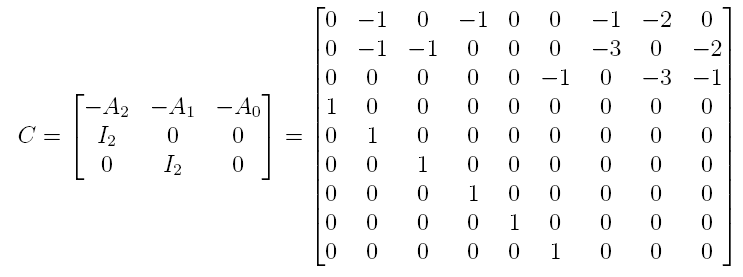 0 −1 0 −1 0 0 −1 −2 0
0 −1 −1 0 0 0 −3 0 −2
0 0 0 0 0 −1 0 −3 −1
−A₂ −A₁ −A₀ 1 0 0 0 0 0 0 0 0
C = I₂ 0 0 = 0 1 0 0 0 0 0 0 0
0 I₂ 0 0 0 1 0 0 0 0 0 0
0 0 0 1 0 0 0 0 0
0 0 0 0 1 0 0 0 0
0 0 0 0 0 1 0 0 0